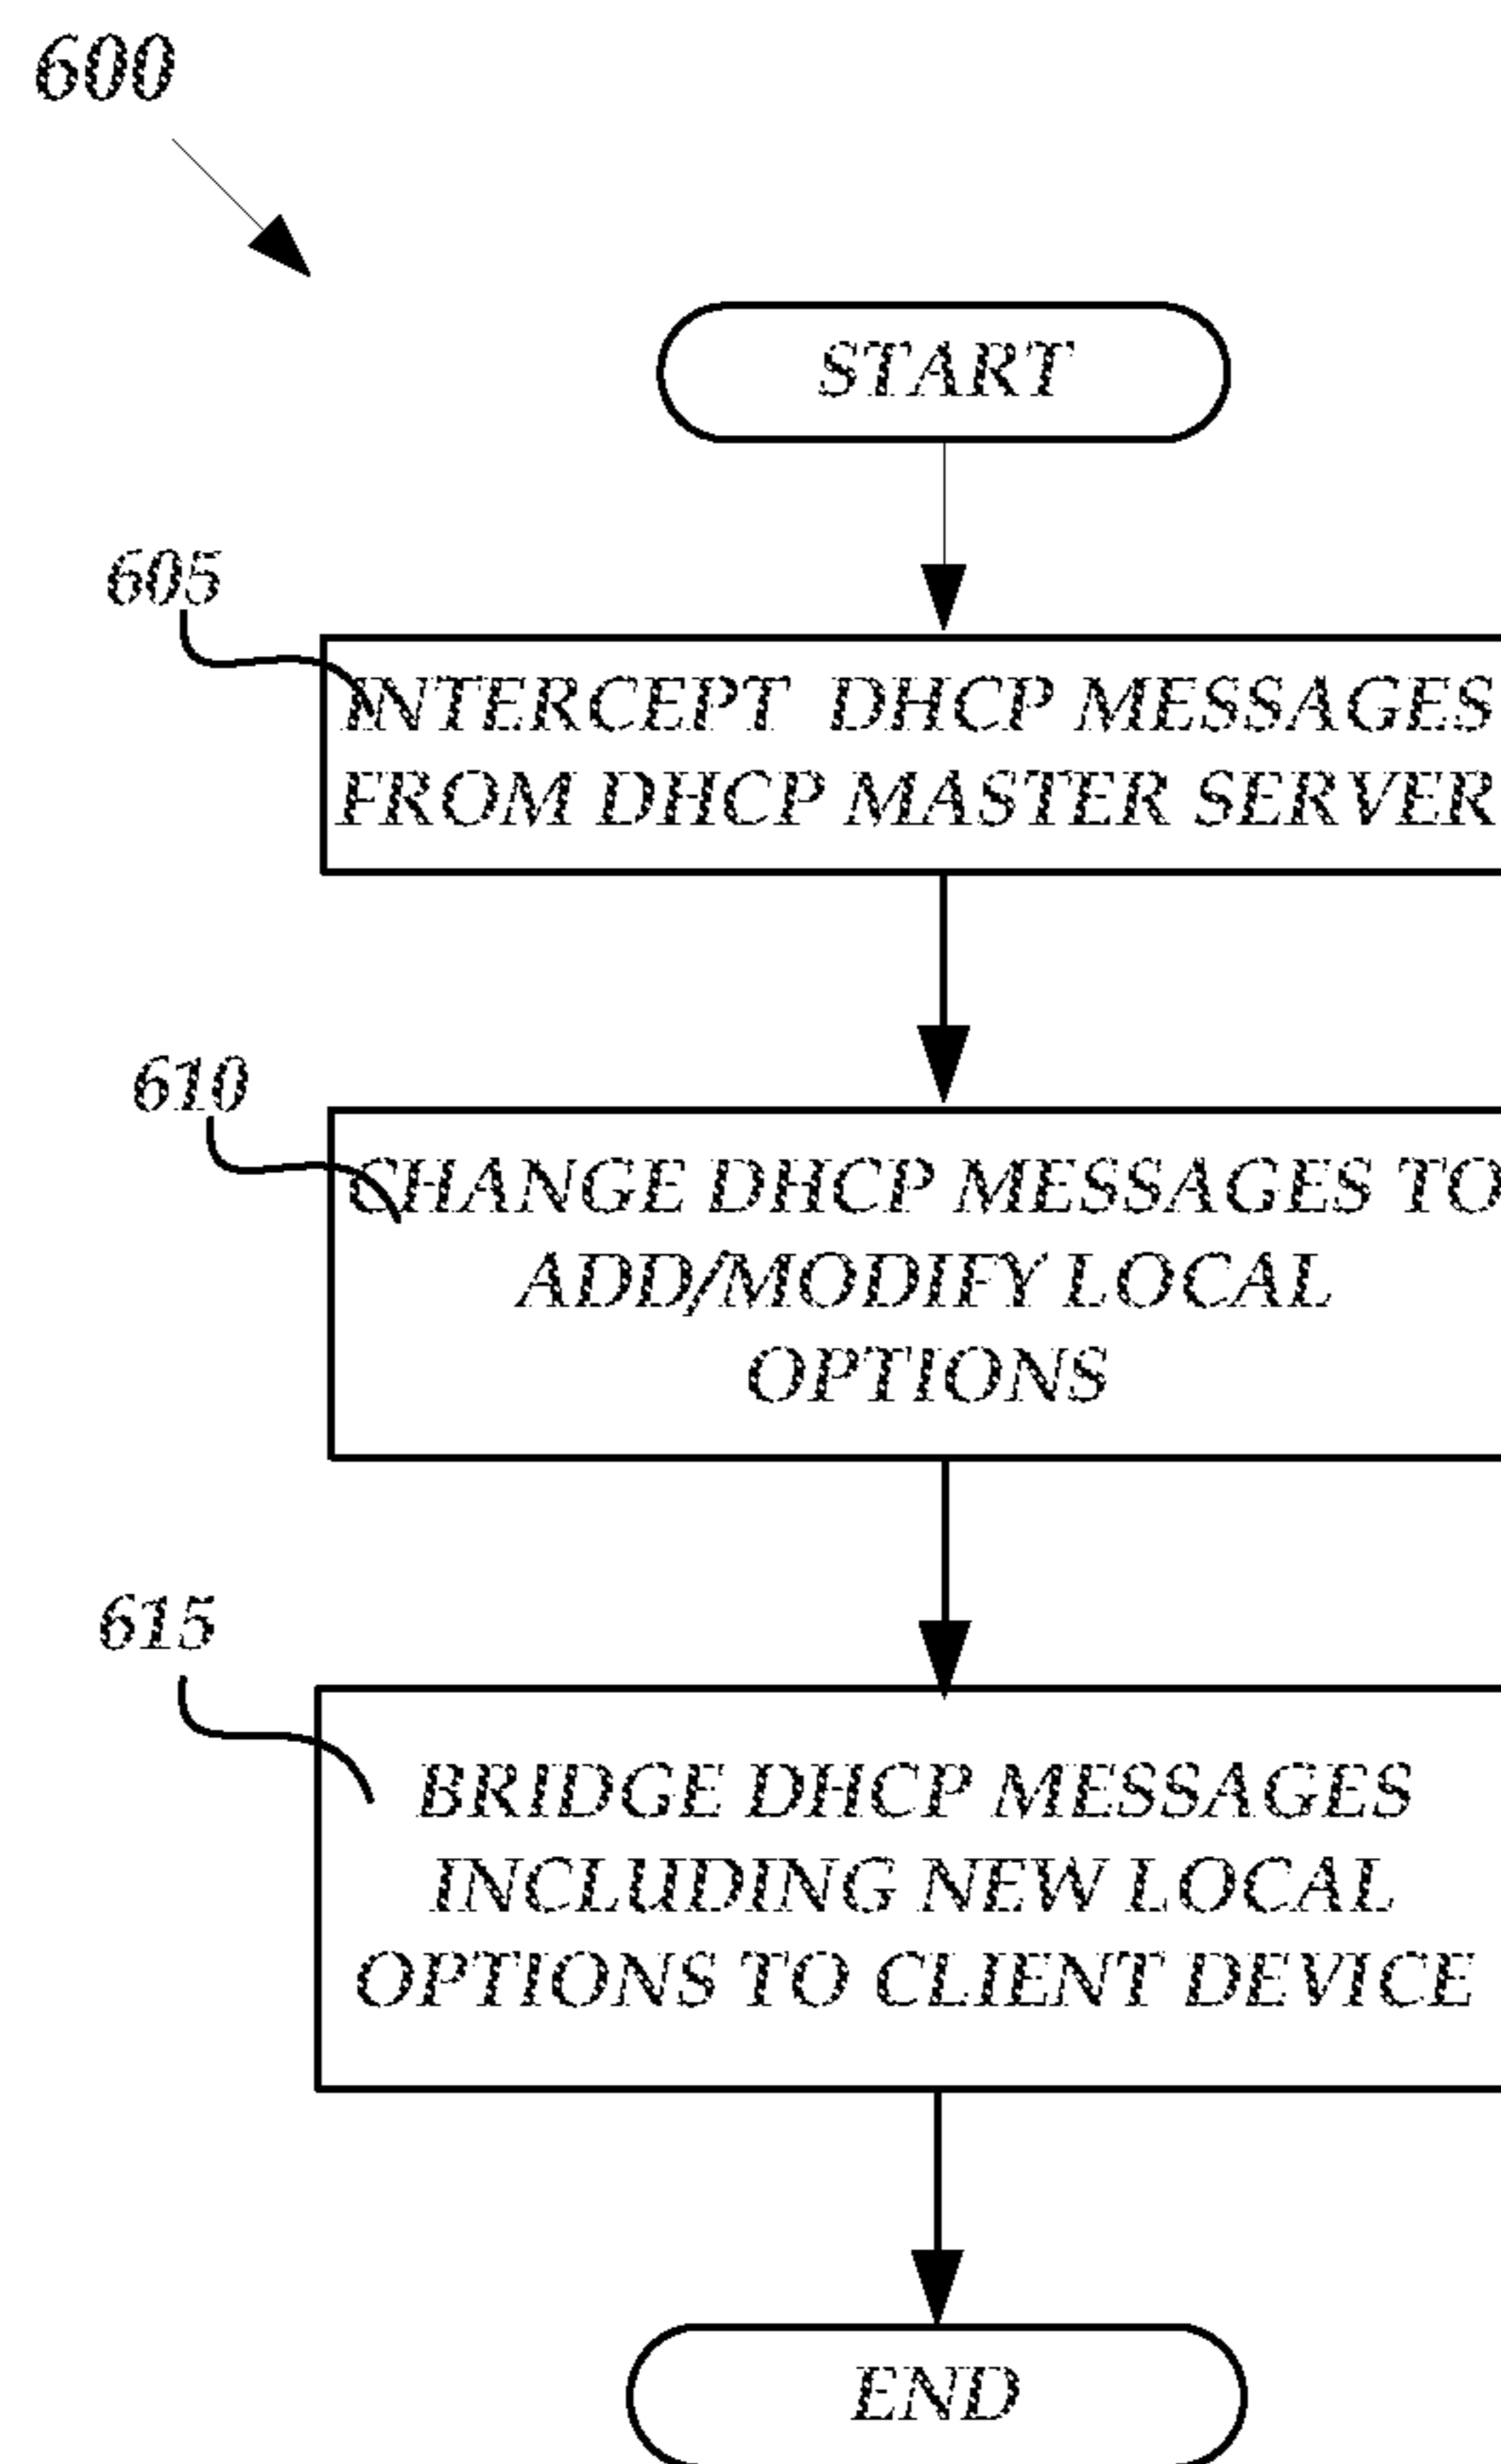 600
START
605
INTERCEPT DHCP MESSAGES
FROM DHCP MASTER SERVER
610
CHANGE DHCP MESSAGES TO
ADD/MODIFY LOCAL
OPTIONS
615
BRIDGE DHCP MESSAGES
INCLUDING NEW LOCAL
OPTIONS TO CLIENT DEVICE
END